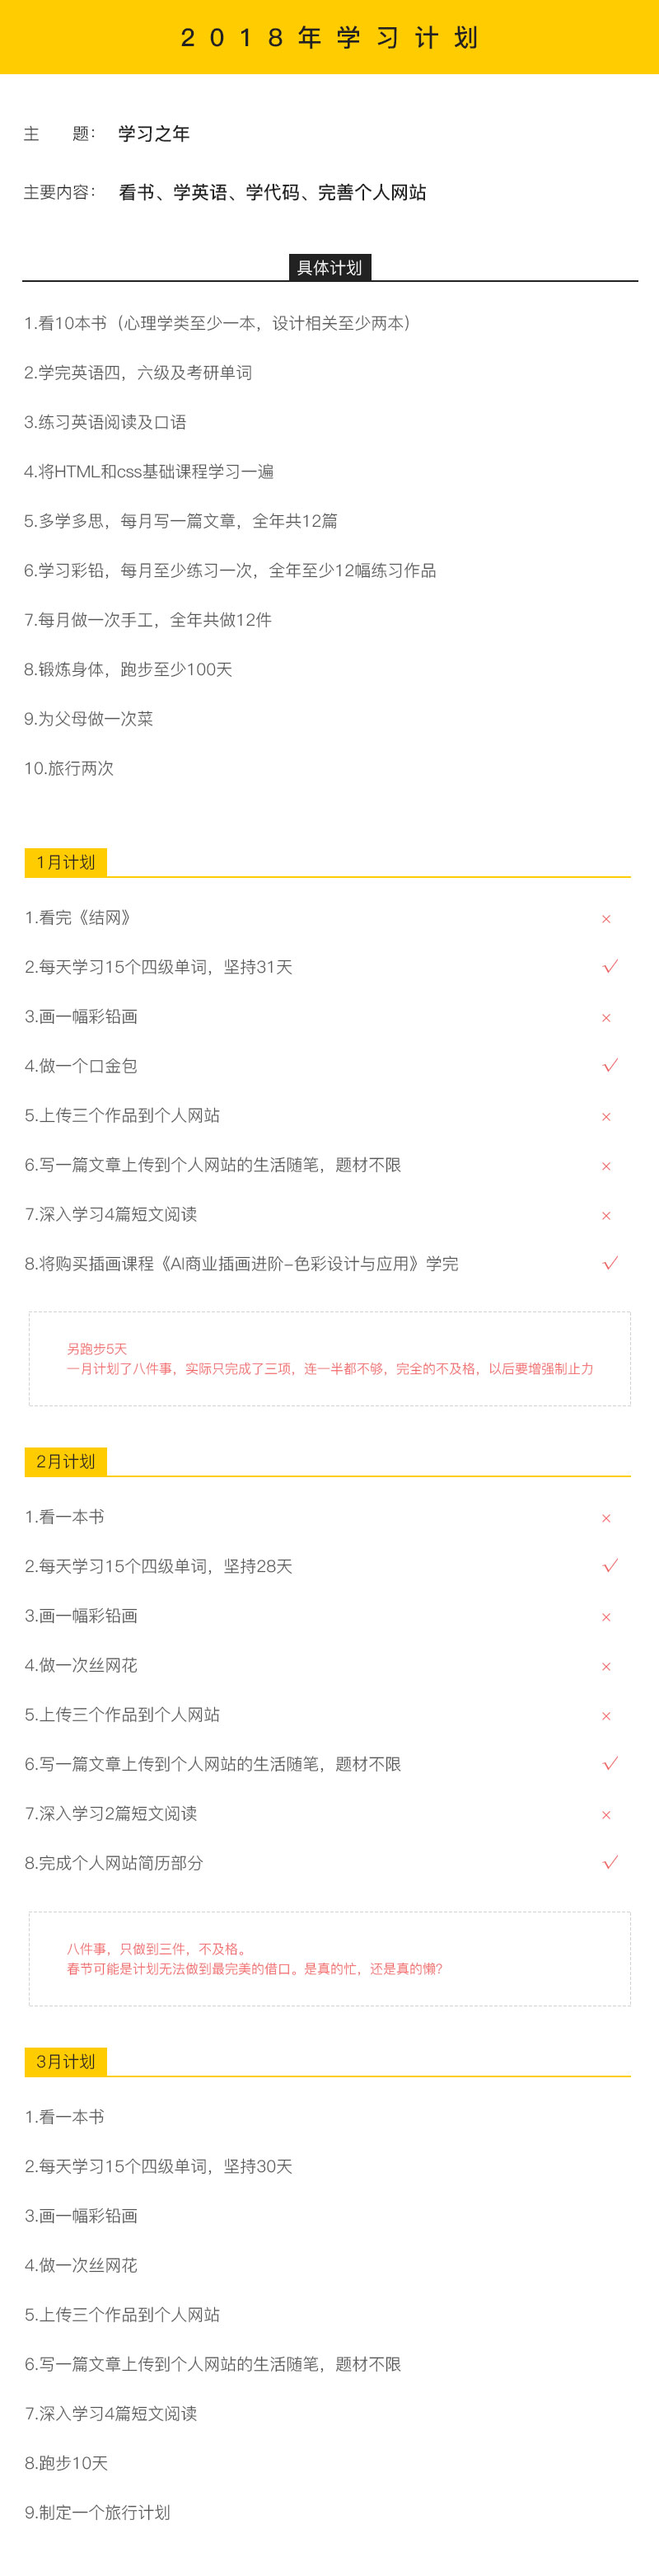 2018年学习计划
主　　题： 学习之年
主要内容： 看书、学英语、学代码、完善个人网站
具体计划
1.看10本书（心理学类至少一本，设计相关至少两本）
2.学完英语四，六级及考研单词
3.练习英语阅读及口语
4.将HTML和css基础课程学习一遍
5.多学多思，每月写一篇文章，全年共12篇
6.学习彩铅，每月至少练习一次，全年至少12幅练习作品
7.每月做一次手工，全年共做12件
8.锻炼身体，跑步至少100天
9.为父母做一次菜
10.旅行两次
1月计划
1.看完《结网》 ×
2.每天学习15个四级单词，坚持31天 √
3.画一幅彩铅画 ×
4.做一个口金包 √
5.上传三个作品到个人网站 ×
6.写一篇文章上传到个人网站的生活随笔，题材不限 ×
7.深入学习4篇短文阅读 ×
8.将购买插画课程《AI商业插画进阶-色彩设计与应用》学完 √
另跑步5天
一月计划了八件事，实际只完成了三项，连一半都不够，完全的不及格，以后要增强制止力
2月计划
1.看一本书 ×
2.每天学习15个四级单词，坚持28天 √
3.画一幅彩铅画 ×
4.做一次丝网花 ×
5.上传三个作品到个人网站 ×
6.写一篇文章上传到个人网站的生活随笔，题材不限 √
7.深入学习2篇短文阅读 ×
8.完成个人网站简历部分 √
八件事，只做到三件，不及格。
春节可能是计划无法做到最完美的借口。是真的忙，还是真的懒？
3月计划
1.看一本书
2.每天学习15个四级单词，坚持30天
3.画一幅彩铅画
4.做一次丝网花
5.上传三个作品到个人网站
6.写一篇文章上传到个人网站的生活随笔，题材不限
7.深入学习4篇短文阅读
8.跑步10天
9.制定一个旅行计划